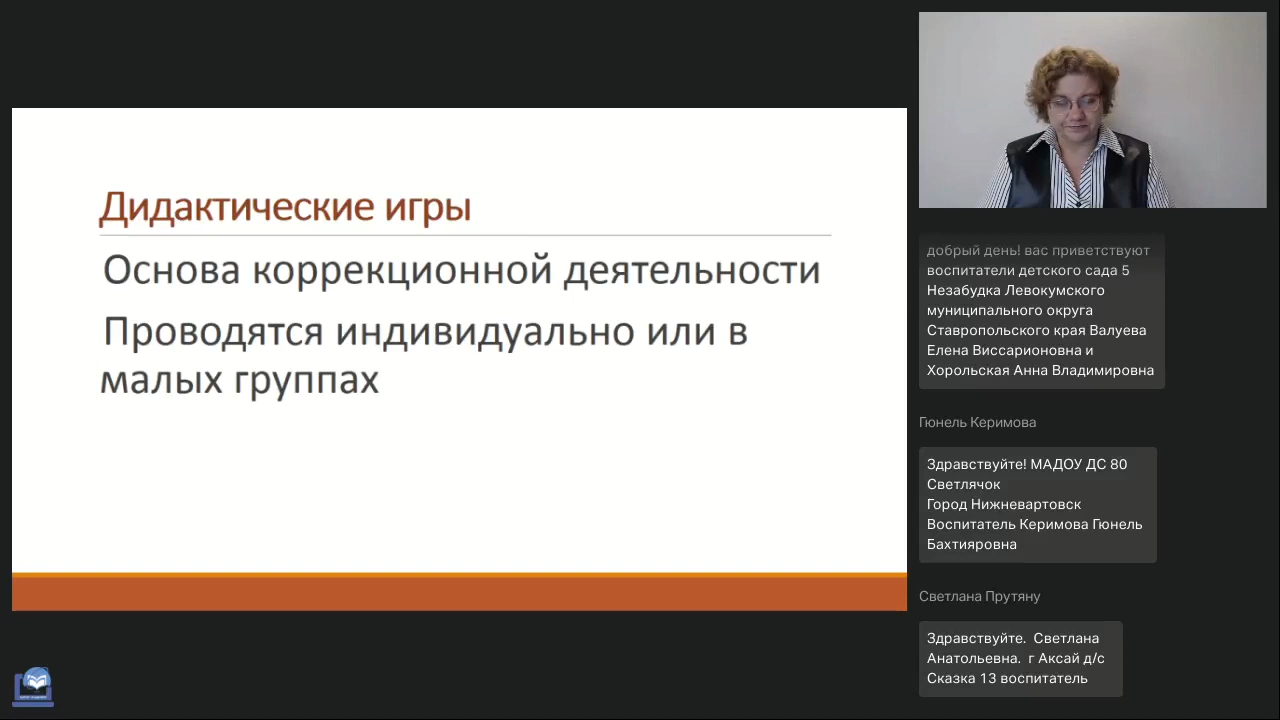 Дидактические игры
Основа коррекционной деятельности
Проводятся индивидуально или в
малых группах
добрый день! вас приветствуют
воспитатели детского сада 5
Незабудка Левокумского
муниципального округа
Ставропольского края Валуева
Елена Виссарионовна и
Хорольская Анна Владимировна
Гюнель Керимова
Здравствуйте! МАДОУ ДС 80
Светлячок
Город Нижневартовск
Воспитатель Керимова Гюнель
Бахтияровна
Светлана Прутяну
Здравствуйте.  Светлана
Анатольевна.  г Аксай д/с
Сказка 13 воспитатель